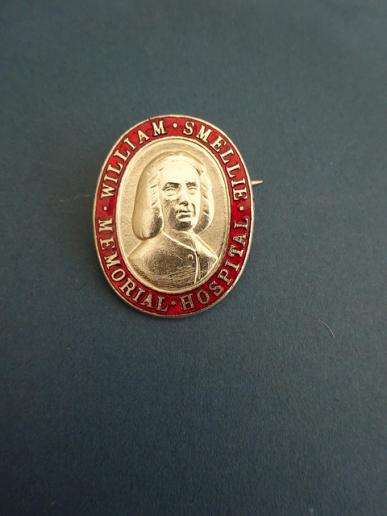 · WILLIAM · SMELLIE ·
MEMORIAL · HOSPITAL